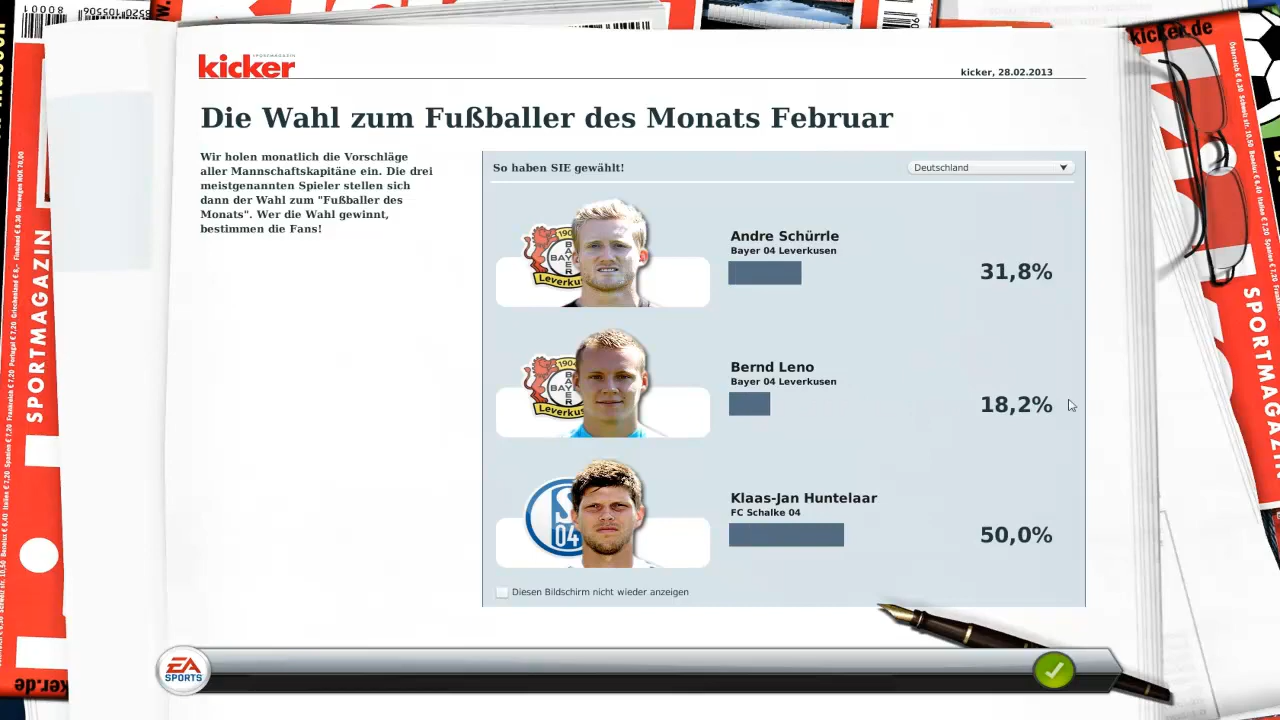 kicker.de
SPORTMAGAZIN
kicker
SPORTMAGAZIN
kicker, 28.02.2013
Die Wahl zum Fußballer des Monats Februar
Wir holen monatlich die Vorschläge
aller Mannschaftskapitäne ein. Die drei
meistgenannten Spieler stellen sich
dann der Wahl zum "Fußballer des
Monats". Wer die Wahl gewinnt,
bestimmen die Fans!
So haben SIE gewählt!
Deutschland
Andre Schürrle
Bayer 04 Leverkusen
31,8%
Bernd Leno
Bayer 04 Leverkusen
18,2%
Klaas-Jan Huntelaar
FC Schalke 04
50,0%
Diesen Bildschirm nicht wieder anzeigen
EA
SPORTS
SPORTMAGAZIN